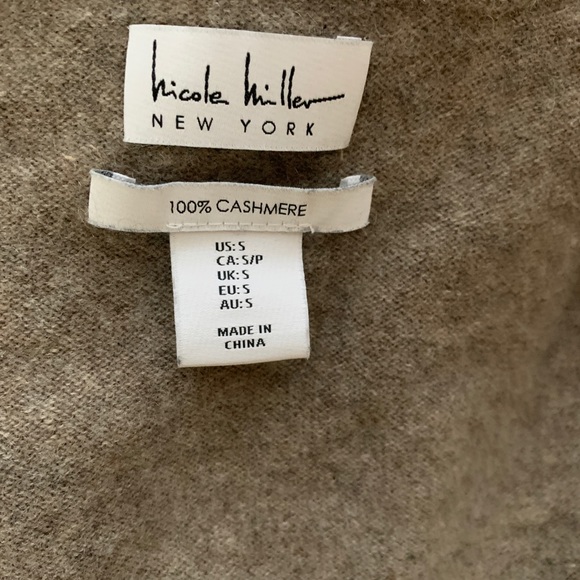 Nicole Miller
NEW YORK
100% CASHMERE
US: S
CA: S/P
UK: S
EU: S
AU: S
MADE IN
CHINA